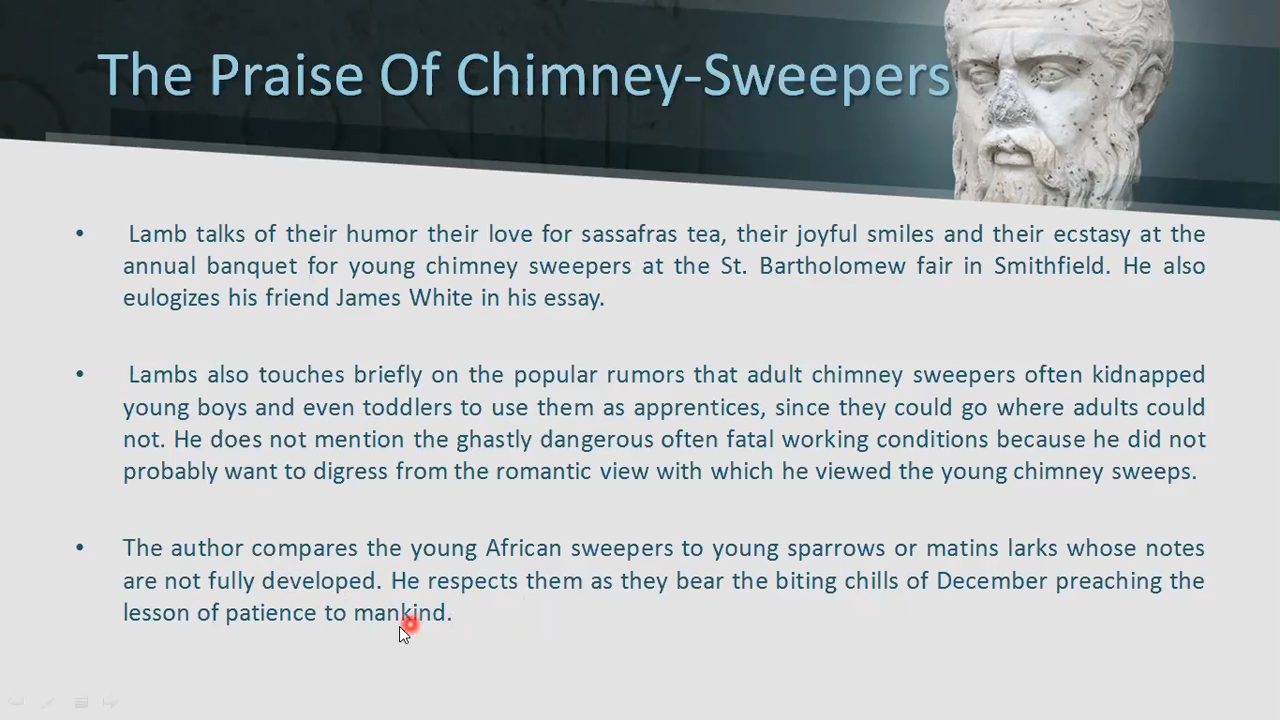 The Praise Of Chimney-Sweepers
• Lamb talks of their humor their love for sassafras tea, their joyful smiles and their ecstasy at the
annual banquet for young chimney sweepers at the St. Bartholomew fair in Smithfield. He also
eulogizes his friend James White in his essay.
• Lambs also touches briefly on the popular rumors that adult chimney sweepers often kidnapped
young boys and even toddlers to use them as apprentices, since they could go where adults could
not. He does not mention the ghastly dangerous often fatal working conditions because he did not
probably want to digress from the romantic view with which he viewed the young chimney sweeps.
• The author compares the young African sweepers to young sparrows or matins larks whose notes
are not fully developed. He respects them as they bear the biting chills of December preaching the
lesson of patience to mankind.